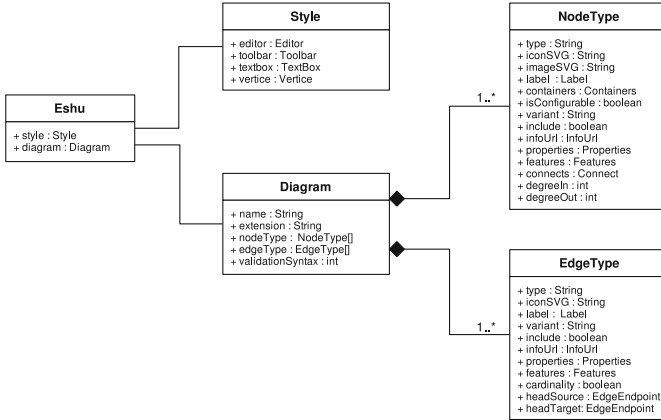 Style
+ editor : Editor
+ toolbar : Toolbar
+ textbox : TextBox
+ vertice : Vertice
Eshu
+ style : Style
+ diagram : Diagram
Diagram
+ name : String
+ extension : String
+ nodeType : NodeType[]
+ edgeType : EdgeType[]
+ validationSyntax : int
1..*
NodeType
+ type : String
+ iconSVG : String
+ imageSVG : String
+ label : Label
+ containers : Containers
+ isConfigurable : boolean
+ variant : String
+ include : boolean
+ infoUrl : InfoUrl
+ properties : Properties
+ features : Features
+ connects : Connect
+ degreeIn : int
+ degreeOut : int
1..*
EdgeType
+ type : String
+ iconSVG : String
+ label : Label
+ variant : String
+ include : boolean
+ infoUrl : InfoUrl
+ properties : Properties
+ features : Features
+ cardinality : boolean
+ headSource : EdgeEndpoint
+ headTarget: EdgeEndpoint